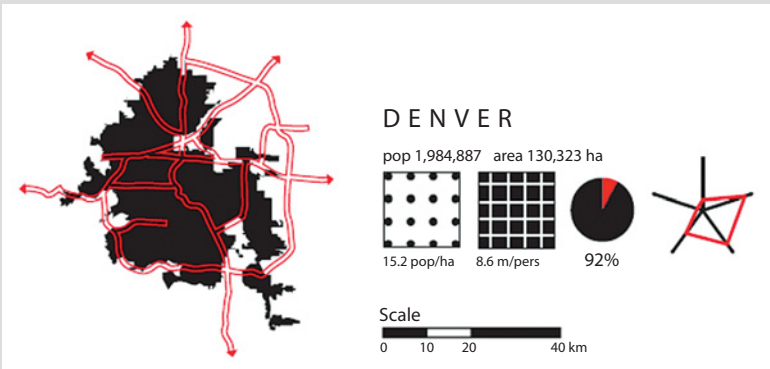 DENVER
pop 1,984,887 area 130,323 ha
15.2 pop/ha 8.6 m/pers 92%
Scale
0 10 20 40 km